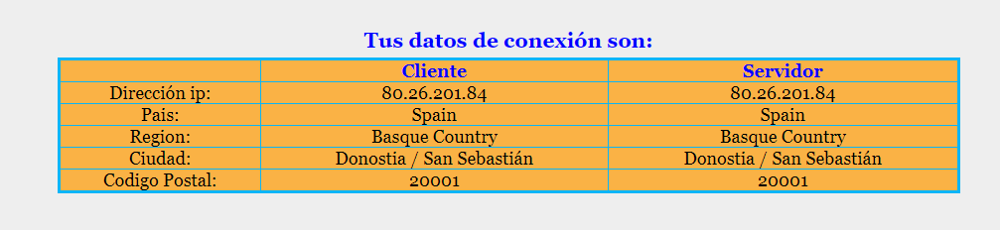 Tus datos de conexión son:
Cliente Servidor
Dirección ip: 80.26.201.84 80.26.201.84
Pais: Spain Spain
Region: Basque Country Basque Country
Ciudad: Donostia / San Sebastián Donostia / San Sebastián
Codigo Postal: 20001 20001